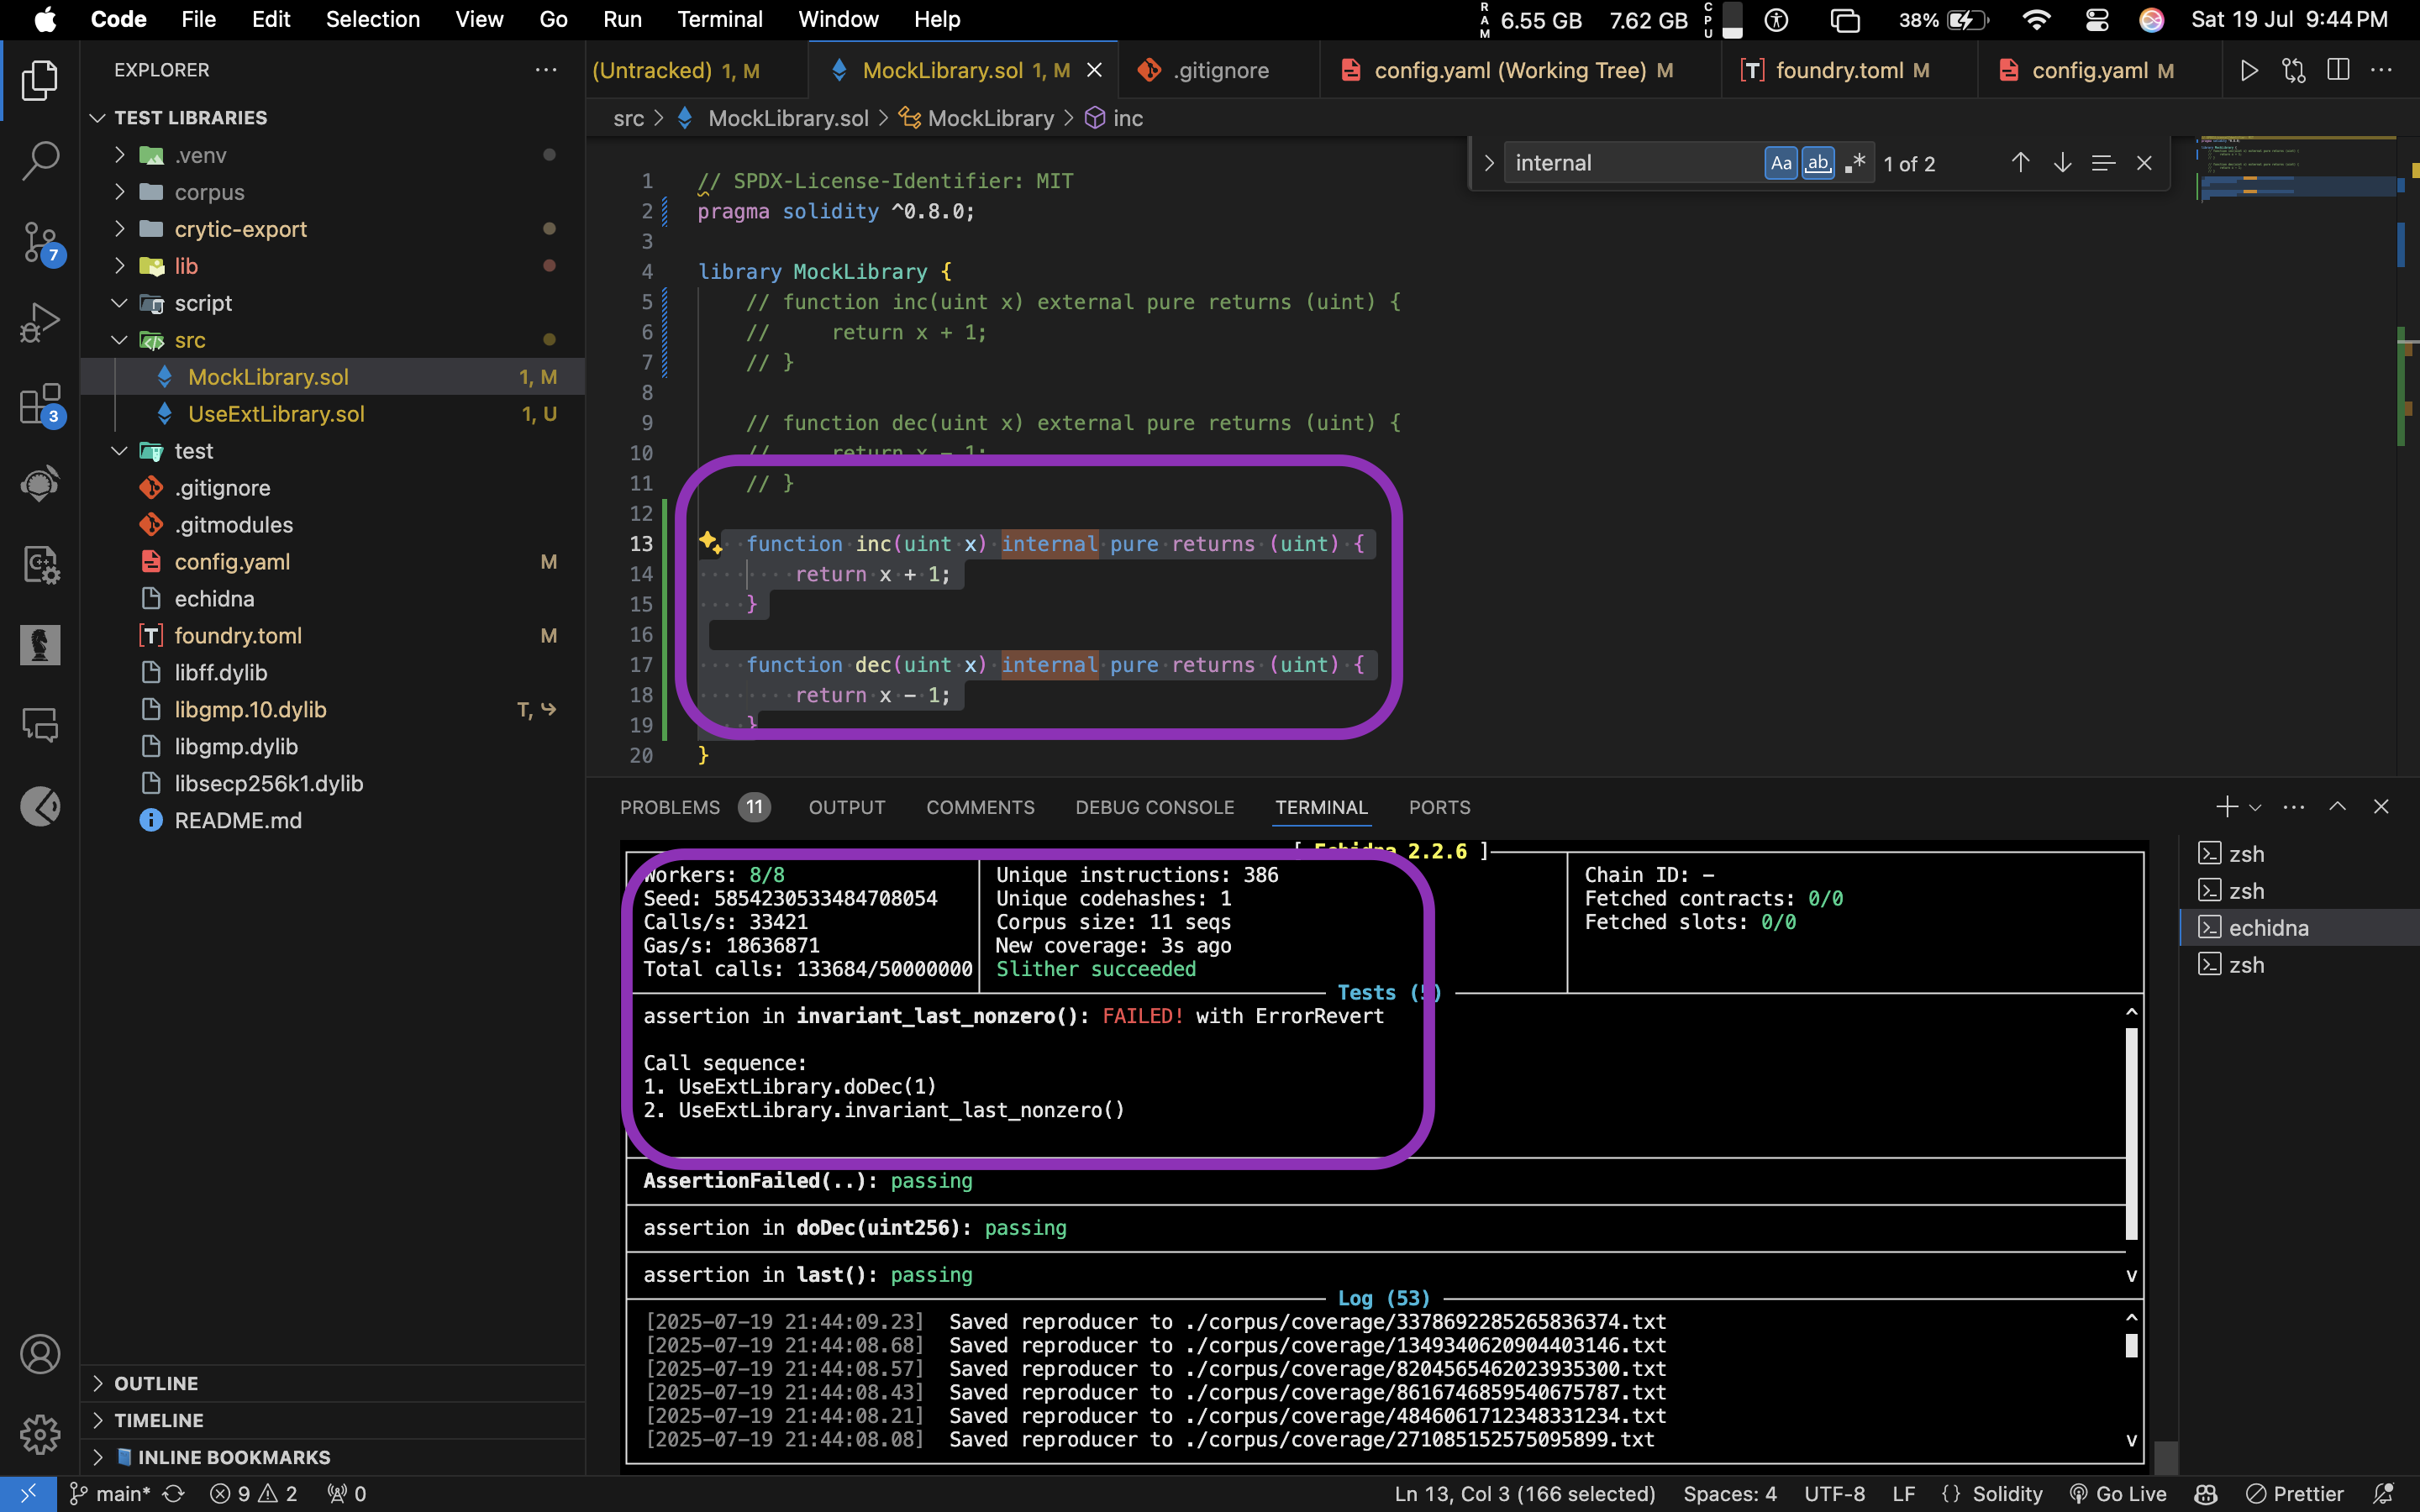 Code File Edit Selection View Go Run Terminal Window Help RAM 6.55 GB 7.62 GB CPU 38% Sat 19 Jul 9:44 PM
EXPLORER
TEST LIBRARIES
.venv
corpus
crytic-export
lib
script
src
MockLibrary.sol 1, M
UseExtLibrary.sol 1, U
test
.gitignore
.gitmodules
config.yaml M
echidna
foundry.toml M
libff.dylib
libgmp.10.dylib T,
libgmp.dylib
libsecp256k1.dylib
README.md
OUTLINE
TIMELINE
INLINE BOOKMARKS
7
3
(Untracked) 1, M MockLibrary.sol 1, M .gitignore config.yaml (Working Tree) M foundry.toml M config.yaml M
src > MockLibrary.sol > MockLibrary > inc
internal Aa ab .* 1 of 2
1 // SPDX-License-Identifier: MIT
2 pragma solidity ^0.8.0;
3
4 library MockLibrary {
5 // function inc(uint x) external pure returns (uint) {
6 // return x + 1;
7 // }
8
9 // function dec(uint x) external pure returns (uint) {
10 // return x - 1;
11 // }
12
13 function inc(uint x) internal pure returns (uint) {
14 return x + 1;
15 }
16
17 function dec(uint x) internal pure returns (uint) {
18 return x - 1;
19 }
20 }
PROBLEMS 11 OUTPUT COMMENTS DEBUG CONSOLE TERMINAL PORTS
[ Echidna 2.2.6 ]
Workers: 8/8
Seed: 5854230533484708054
Calls/s: 33421
Gas/s: 18636871
Total calls: 133684/50000000
Unique instructions: 386
Unique codehashes: 1
Corpus size: 11 seqs
New coverage: 3s ago
Slither succeeded
Chain ID: -
Fetched contracts: 0/0
Fetched slots: 0/0
Tests (5)
assertion in invariant_last_nonzero(): FAILED! with ErrorRevert
Call sequence:
1. UseExtLibrary.doDec(1)
2. UseExtLibrary.invariant_last_nonzero()
AssertionFailed(..): passing
assertion in doDec(uint256): passing
assertion in last(): passing
Log (53)
[2025-07-19 21:44:09.23] Saved reproducer to ./corpus/coverage/3378692285265836374.txt
[2025-07-19 21:44:08.68] Saved reproducer to ./corpus/coverage/1349340620904403146.txt
[2025-07-19 21:44:08.57] Saved reproducer to ./corpus/coverage/8204565462023935300.txt
[2025-07-19 21:44:08.43] Saved reproducer to ./corpus/coverage/8616746859540675787.txt
[2025-07-19 21:44:08.21] Saved reproducer to ./corpus/coverage/4846061712348331234.txt
[2025-07-19 21:44:08.08] Saved reproducer to ./corpus/coverage/271085152575095899.txt
zsh
zsh
echidna
zsh
main* 9 2 0 Ln 13, Col 3 (166 selected) Spaces: 4 UTF-8 LF {} Solidity Go Live Prettier